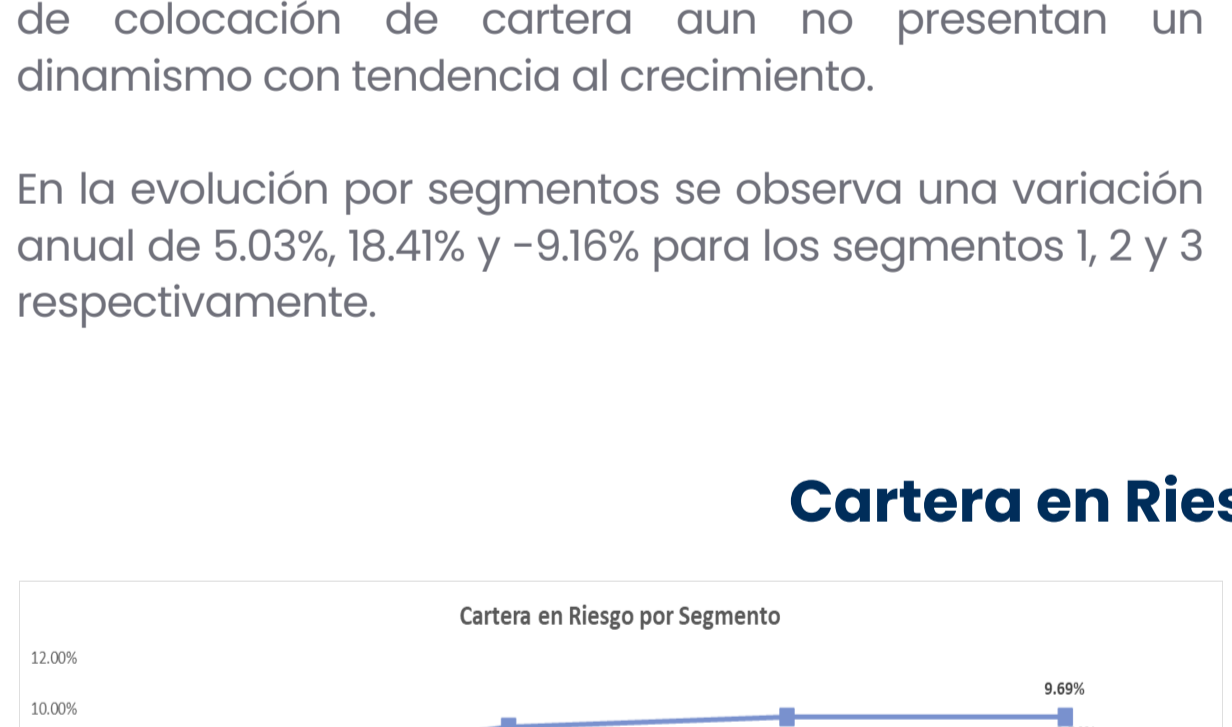 de colocación de cartera aun no presentan un
dinamismo con tendencia al crecimiento.
En la evolución por segmentos se observa una variación
anual de 5.03%, 18.41% y -9.16% para los segmentos 1, 2 y 3
respectivamente.
Cartera en Ries
Cartera en Riesgo por Segmento
12.00%
9.69%
10.00%